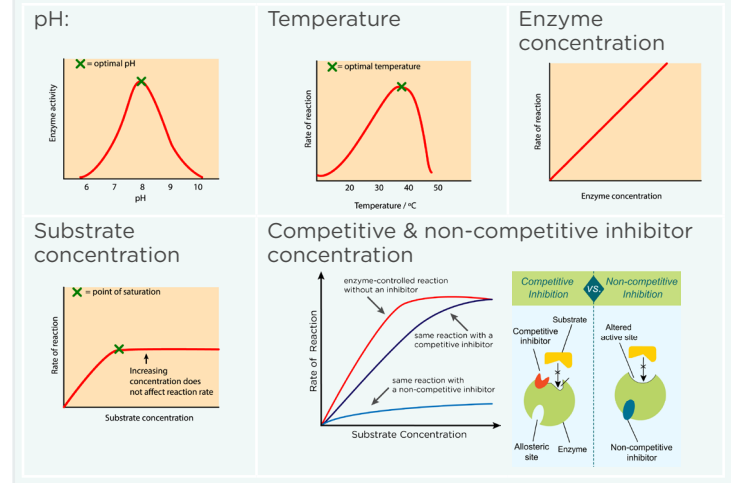 pH:
= optimal pH
Enzyme activity
6 7 8 9 10
pH
Temperature
= optimal temperature
Rate of reaction
20 30 40 50
Temperature / ºC
Enzyme
concentration
Rate of reaction
Enzyme concentration
Substrate
concentration
= point of saturation
Rate of reaction
Increasing
concentration does
not affect reaction rate
Substrate concentration
Competitive & non-competitive inhibitor
concentration
enzyme-controlled reaction
without an inhibitor
same reaction with a
competitive inhibitor
same reaction with
a non-competitive inhibitor
Rate of Reaction
Substrate Concentration
Competitive
Inhibition
VS.
Non-competitive
Inhibition
Substrate
Competitive
inhibitor
Allosteric
site
Enzyme
Altered
active site
Non-competitive
inhibitor